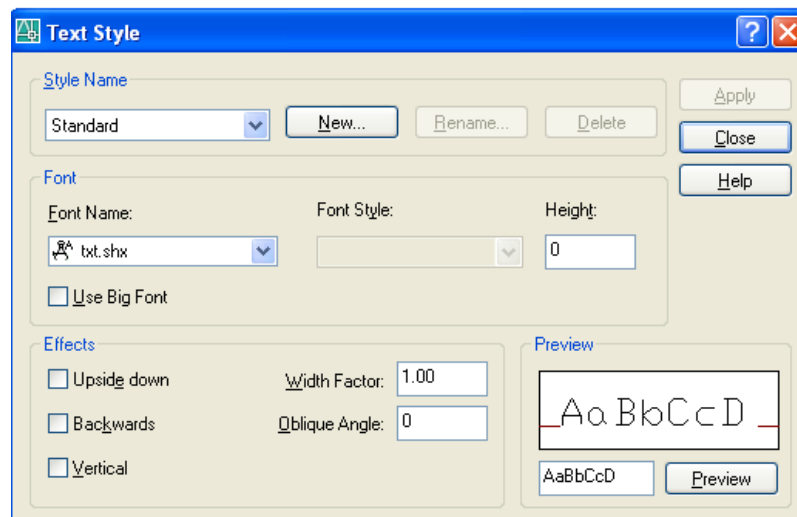 Text Style
Style Name
Standard
New...
Rename...
Delete
Apply
Close
Help
Font
Font Name:
Font Style:
Height:
txt.shx
0
Use Big Font
Effects
Upside down
Width Factor:
1.00
Backwards
Oblique Angle:
0
Vertical
Preview
AaBbCcD
AaBbCcD
Preview